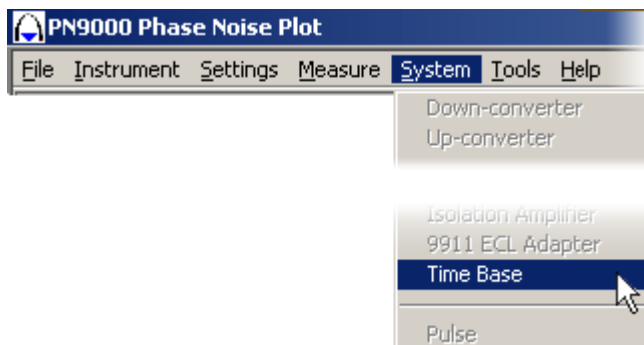 PN9000 Phase Noise Plot
File Instrument Settings Measure System Tools Help
Down-converter
Up-converter
Isolation Amplifier
9911 ECL Adapter
Time Base
Pulse